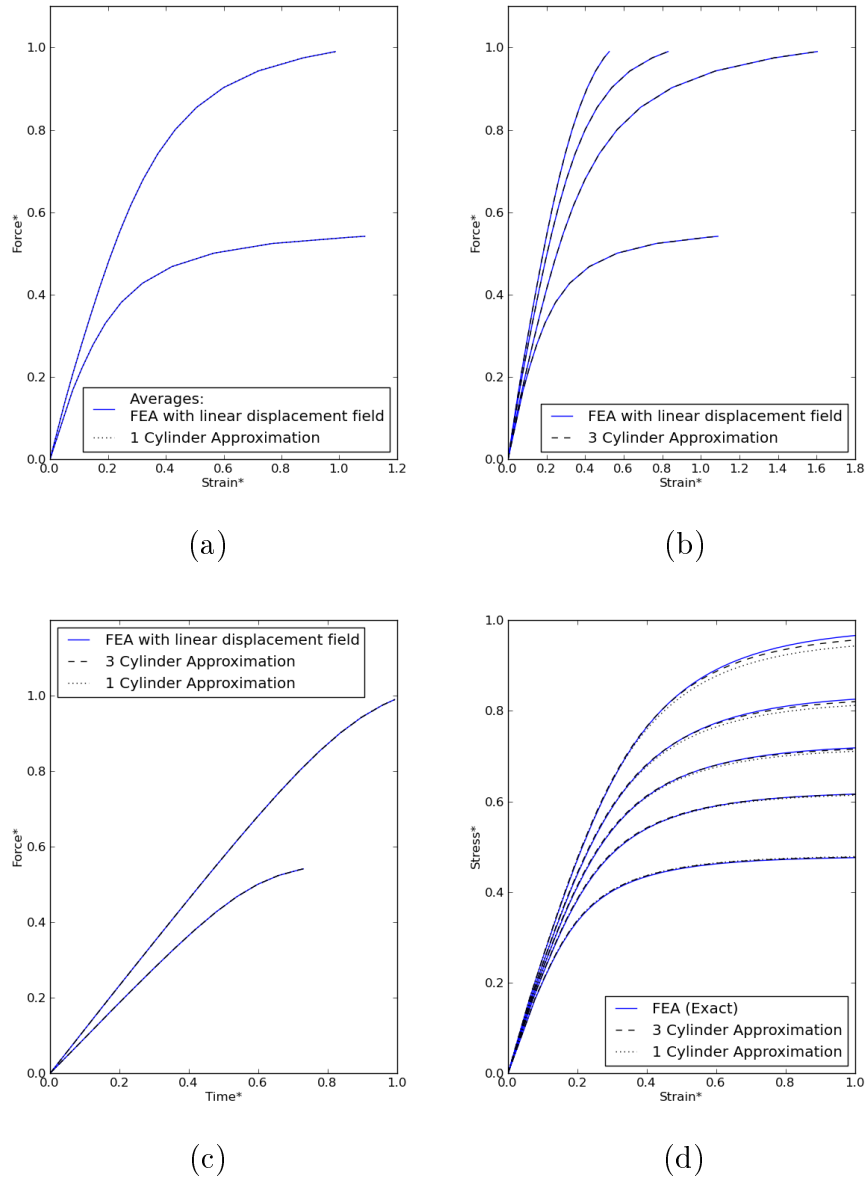 1.0
0.8
0.6
0.4
0.2
0.0
Force*
0.0 0.2 0.4 0.6 0.8 1.0 1.2
Strain*
Averages:
FEA with linear displacement field
1 Cylinder Approximation
(a)
1.0
0.8
0.6
0.4
0.2
0.0
Force*
0.0 0.2 0.4 0.6 0.8 1.0 1.2 1.4 1.6 1.8
Strain*
FEA with linear displacement field
3 Cylinder Approximation
(b)
FEA with linear displacement field
3 Cylinder Approximation
1 Cylinder Approximation
1.0
0.8
0.6
0.4
0.2
0.0
Force*
0.0 0.2 0.4 0.6 0.8 1.0
Time*
(c)
1.0
0.8
0.6
0.4
0.2
0.0
Stress*
0.0 0.2 0.4 0.6 0.8 1.0
Strain*
FEA (Exact)
3 Cylinder Approximation
1 Cylinder Approximation
(d)